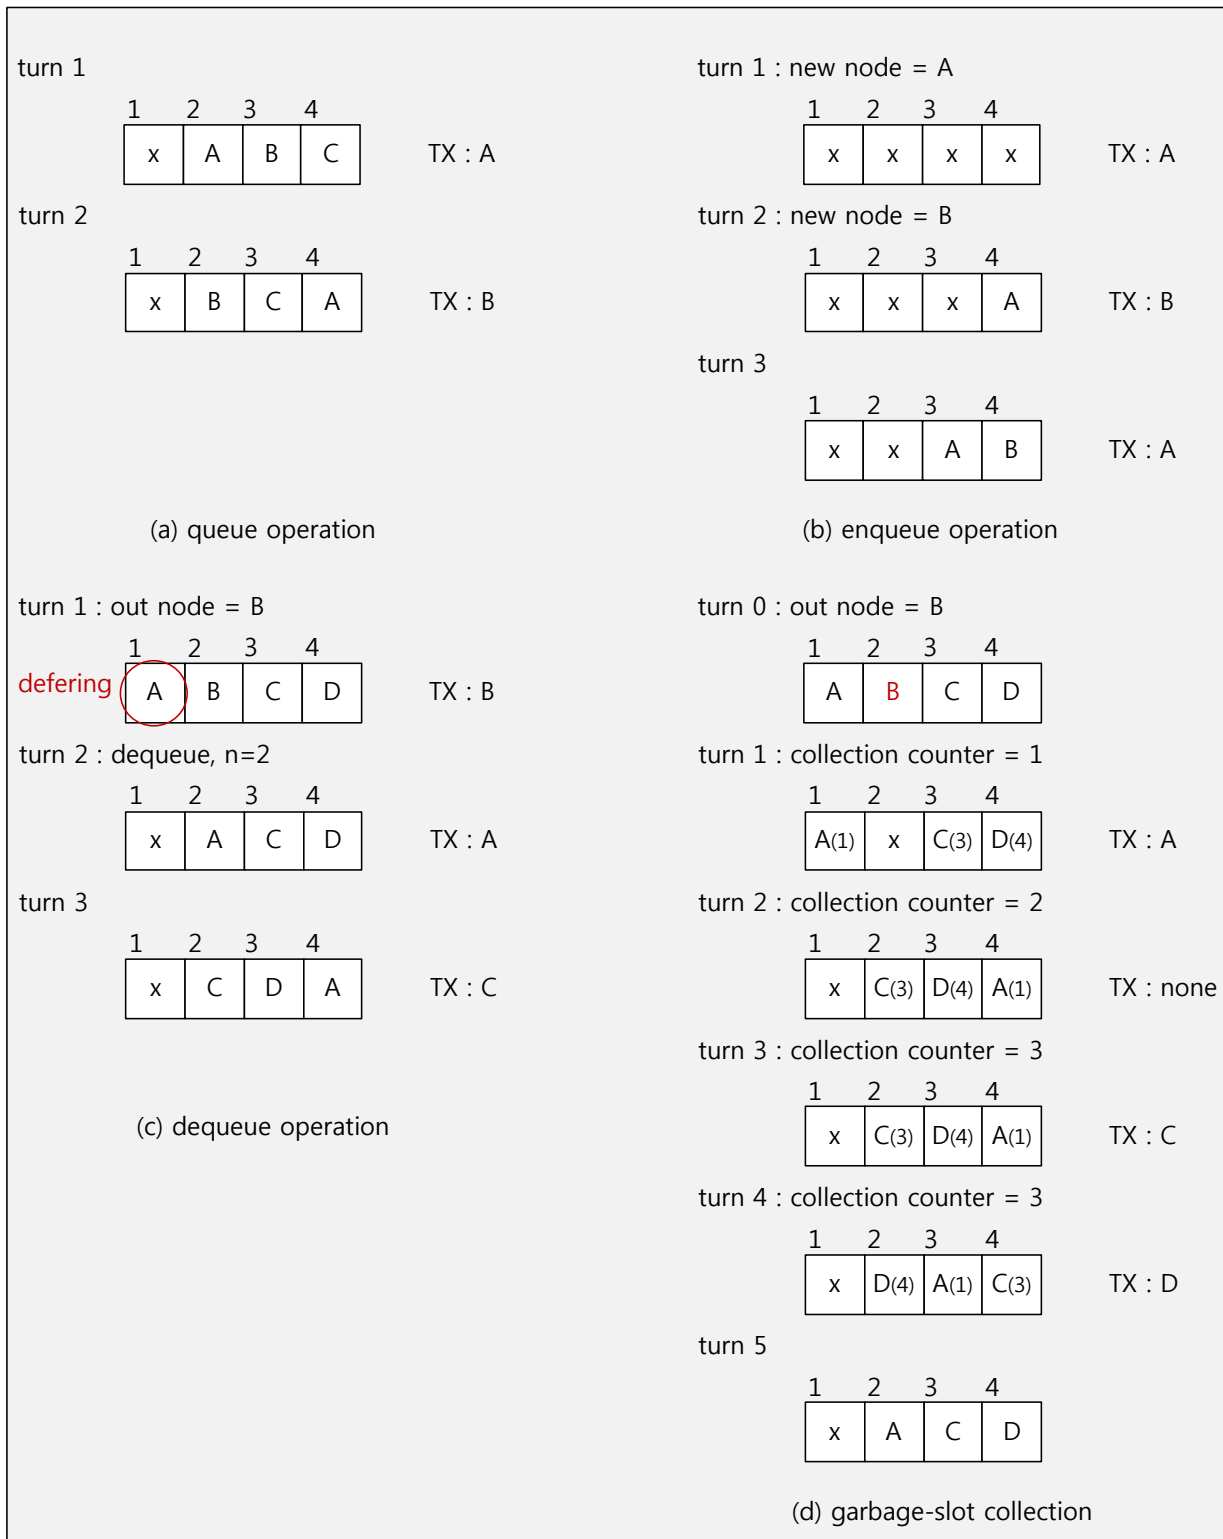 turn 1
1 2 3 4
x A B C TX : A
turn 2
1 2 3 4
x B C A TX : B
(a) queue operation
turn 1 : new node = A
1 2 3 4
x x x x TX : A
turn 2 : new node = B
1 2 3 4
x x x A TX : B
turn 3
1 2 3 4
x x A B TX : A
(b) enqueue operation
turn 1 : out node = B
1 2 3 4
defering A B C D TX : B
turn 2 : dequeue, n=2
1 2 3 4
x A C D TX : A
turn 3
1 2 3 4
x C D A TX : C
(c) dequeue operation
turn 0 : out node = B
1 2 3 4
A B C D
turn 1 : collection counter = 1
1 2 3 4
A(1) x C(3) D(4) TX : A
turn 2 : collection counter = 2
1 2 3 4
x C(3) D(4) A(1) TX : none
turn 3 : collection counter = 3
1 2 3 4
x C(3) D(4) A(1) TX : C
turn 4 : collection counter = 3
1 2 3 4
x D(4) A(1) C(3) TX : D
turn 5
1 2 3 4
x A C D
(d) garbage-slot collection